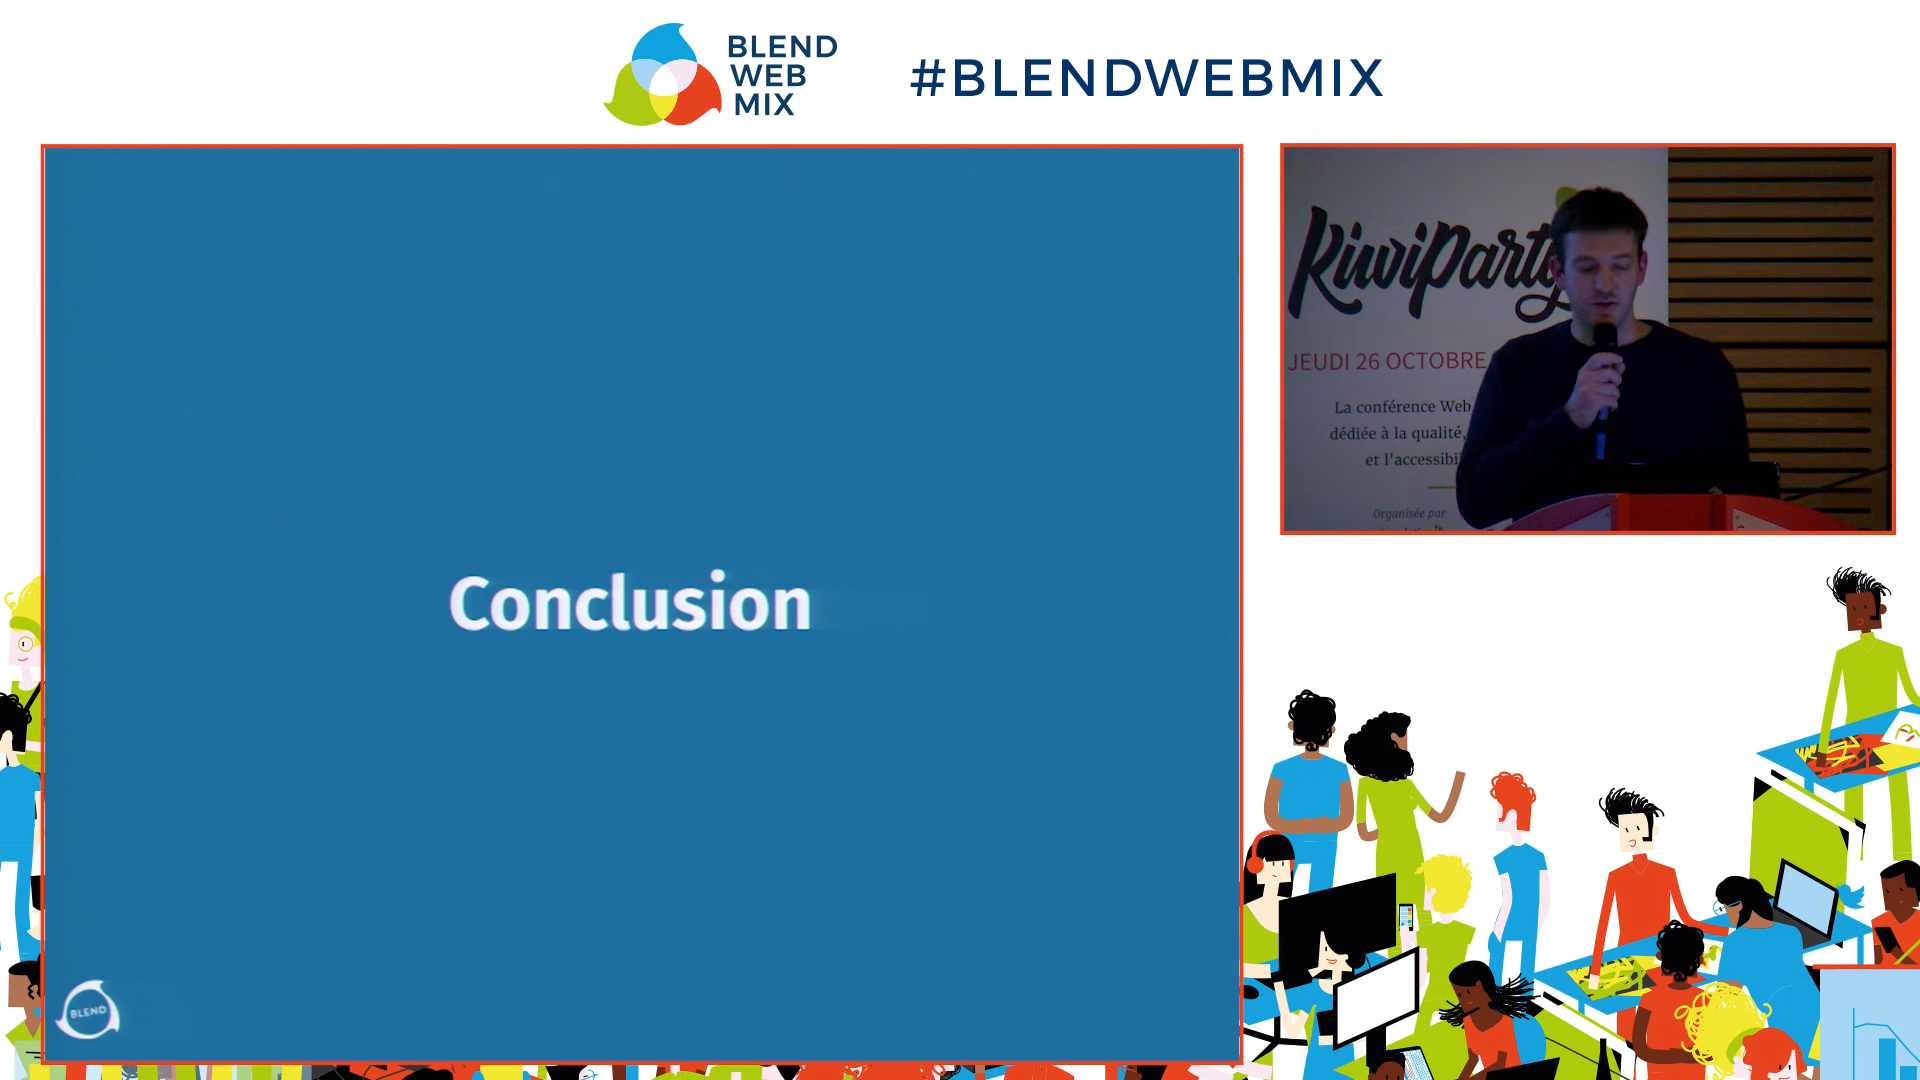 BLEND
WEB
MIX
#BLENDWEBMIX
Conclusion
BLEND
KiwiParty
JEUDI 26 OCTOBRE
La conférence Web
dédiée à la qualité,
et l'accessibi
Organisée par